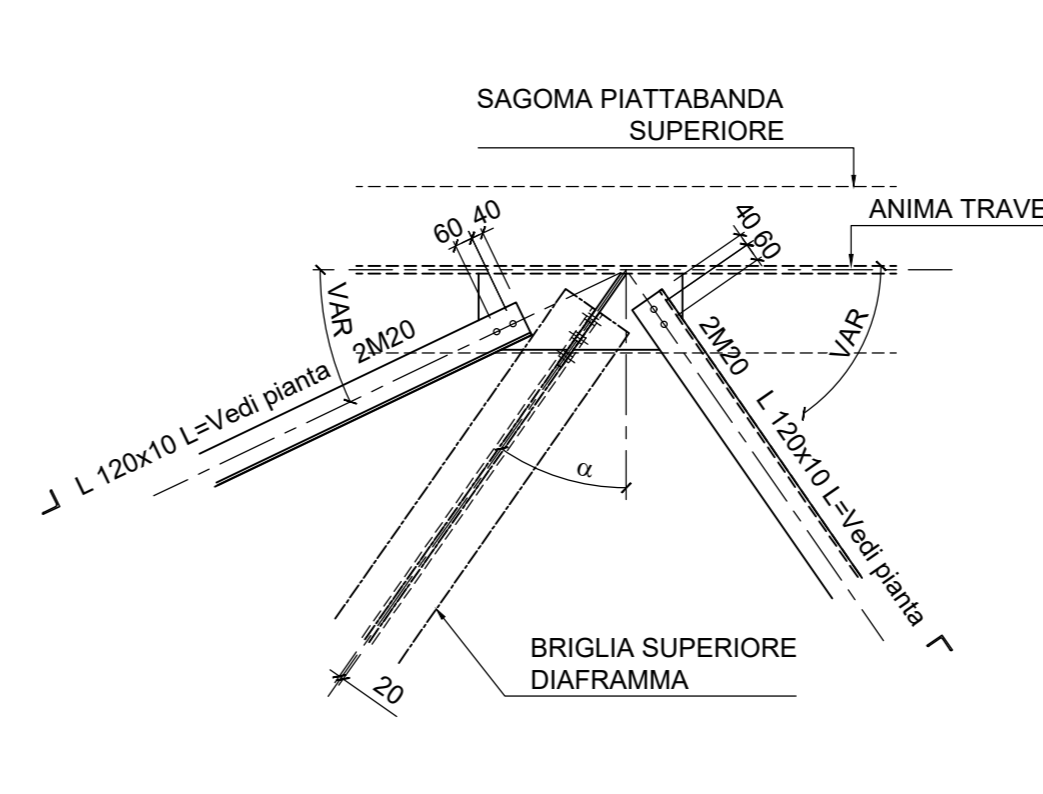 SAGOMA PIATTABANDA
SUPERIORE
ANIMA TRAVE
60 40
40 60
VAR
VAR
2M20
2M20
L 120x10 L=Vedi pianta
L 120x10 L=Vedi pianta
α
BRIGLIA SUPERIORE
DIAFRAMMA
20